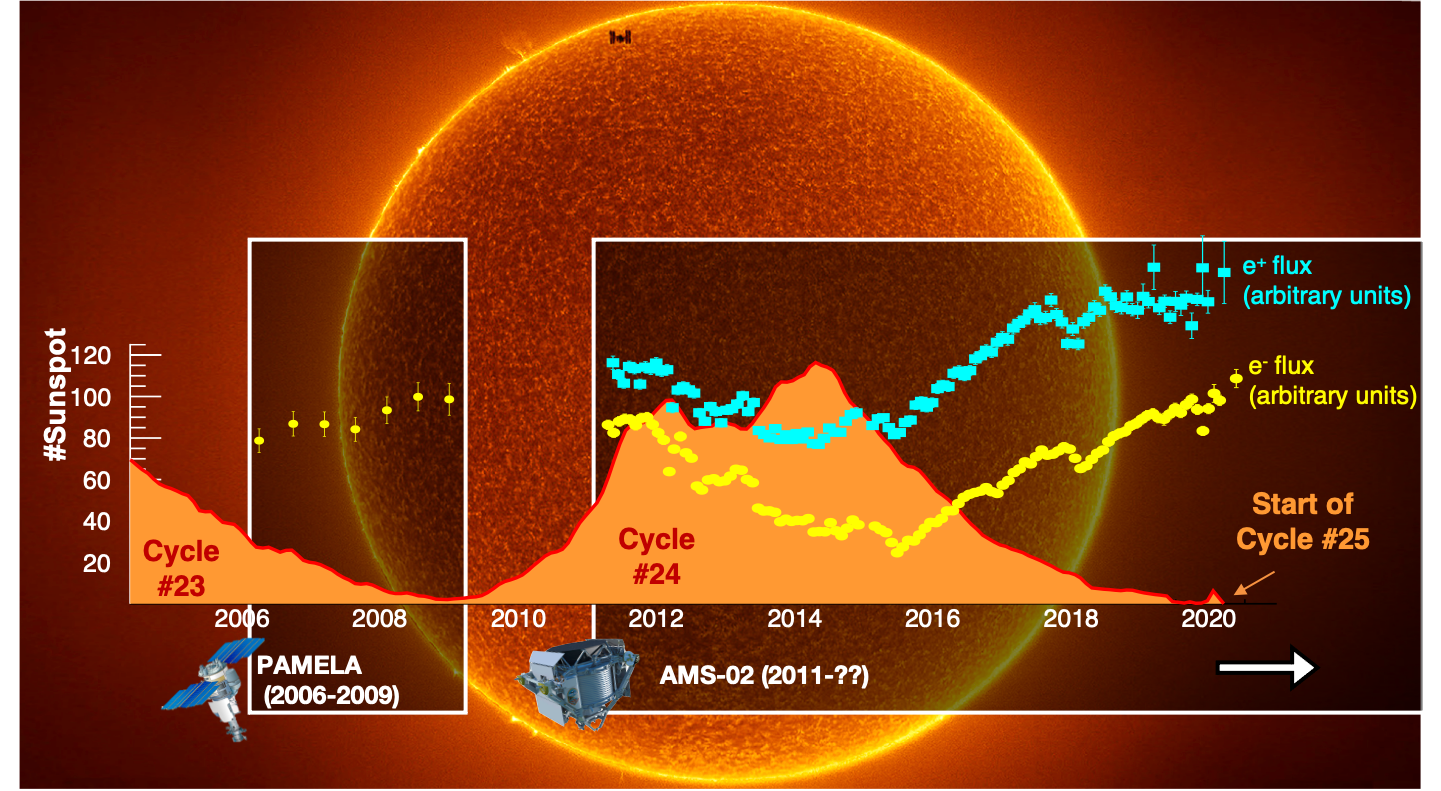 e⁺ flux
(arbitrary units)
e⁻ flux
(arbitrary units)
#Sunspot
120
100
80
60
40
20
Cycle
#23
Cycle
#24
Start of
Cycle #25
2006
2008
2010
2012
2014
2016
2018
2020
PAMELA
(2006-2009)
AMS-02 (2011-??)